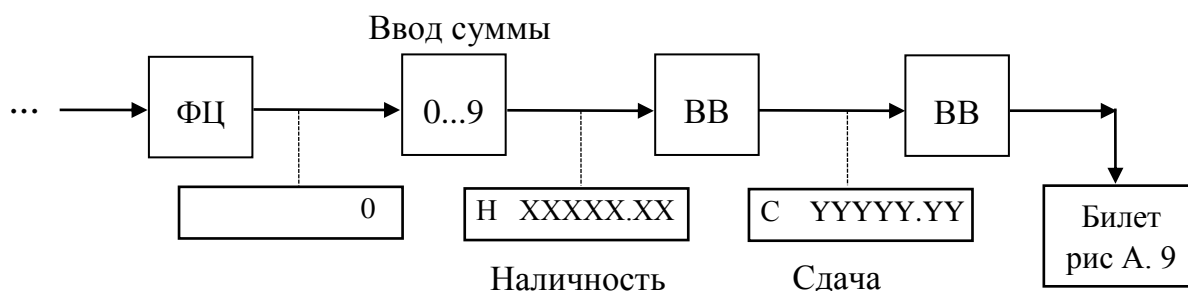 Ввод суммы
... ФЦ 0...9 ВВ ВВ
0
Н XXXXX.XX
С YYYYY.YY
Билет
рис А. 9
Наличность Сдача